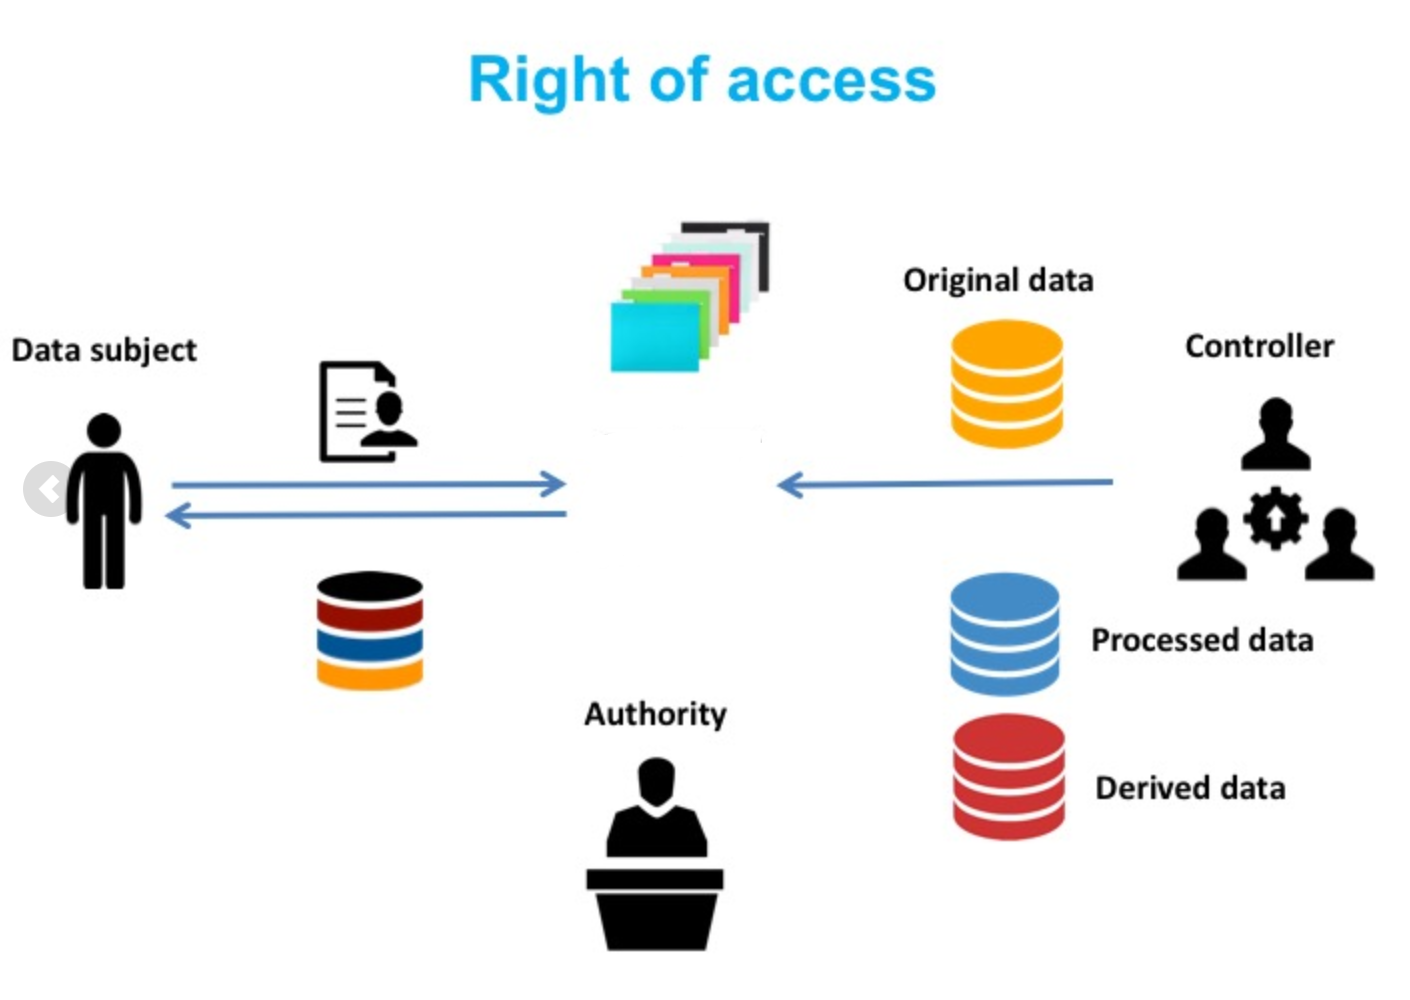 Right of access
Original data
Data subject
Controller
Processed data
Authority
Derived data